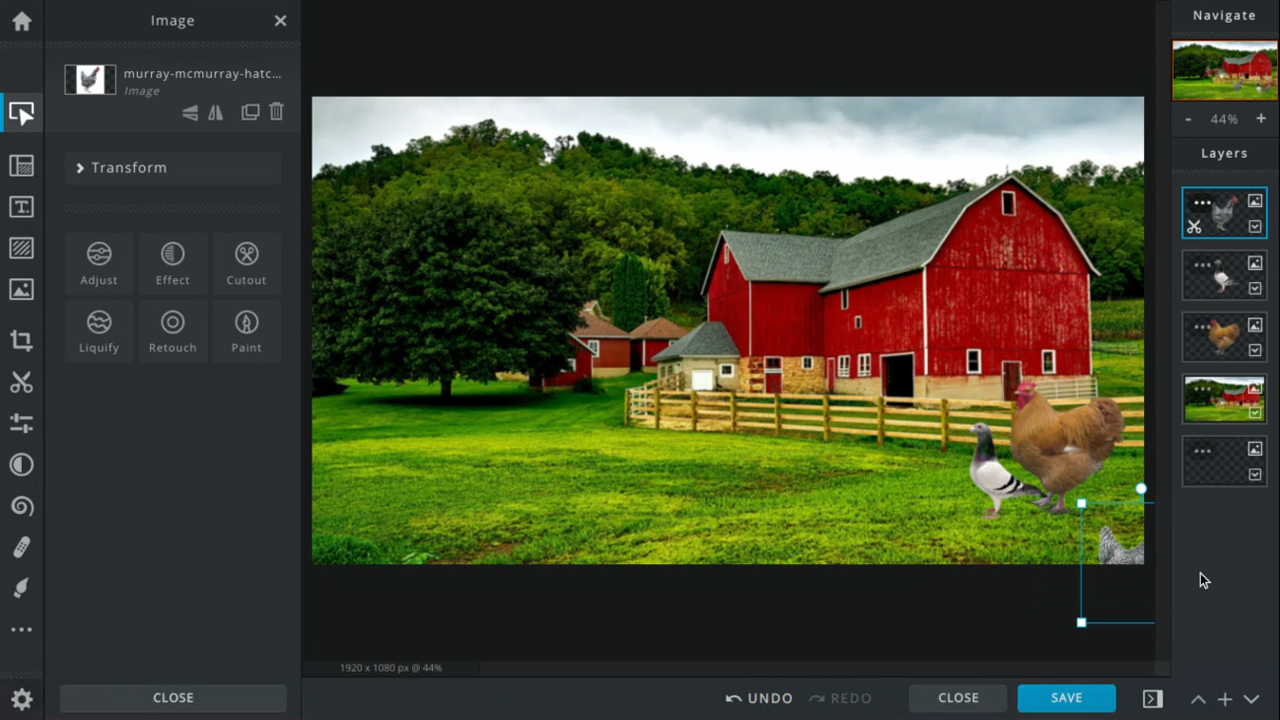 Image
murray-mcmurray-hatc...
Image
Transform
Adjust
Effect
Cutout
Liquify
Retouch
Paint
CLOSE
1920 x 1080 px @ 44%
UNDO
REDO
CLOSE
SAVE
Navigate
- 44% +
Layers